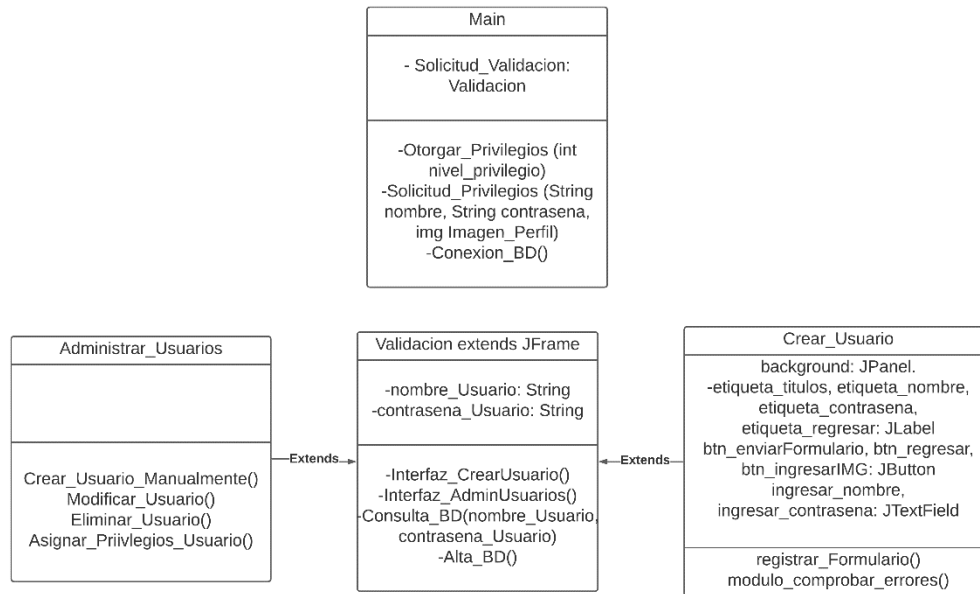 Main
- Solicitud_Validacion:
Validacion
-Otorgar_Privilegios (int
nivel_privilegio)
-Solicitud_Privilegios (String
nombre, String contrasena,
img Imagen_Perfil)
-Conexion_BD()
Administrar_Usuarios
Crear_Usuario_Manualmente()
Modificar_Usuario()
Eliminar_Usuario()
Asignar_Priivlegios_Usuario()
Extends
Validacion extends JFrame
-nombre_Usuario: String
-contrasena_Usuario: String
-Interfaz_CrearUsuario()
-Interfaz_AdminUsuarios()
-Consulta_BD(nombre_Usuario,
contrasena_Usuario)
-Alta_BD()
Extends
Crear_Usuario
background: JPanel.
-etiqueta_titulos, etiqueta_nombre,
etiqueta_contrasena,
etiqueta_regresar: JLabel
btn_enviarFormulario, btn_regresar,
btn_ingresarIMG: JButton
ingresar_nombre,
ingresar_contrasena: JTextField
registrar_Formulario()
modulo_comprobar_errores()